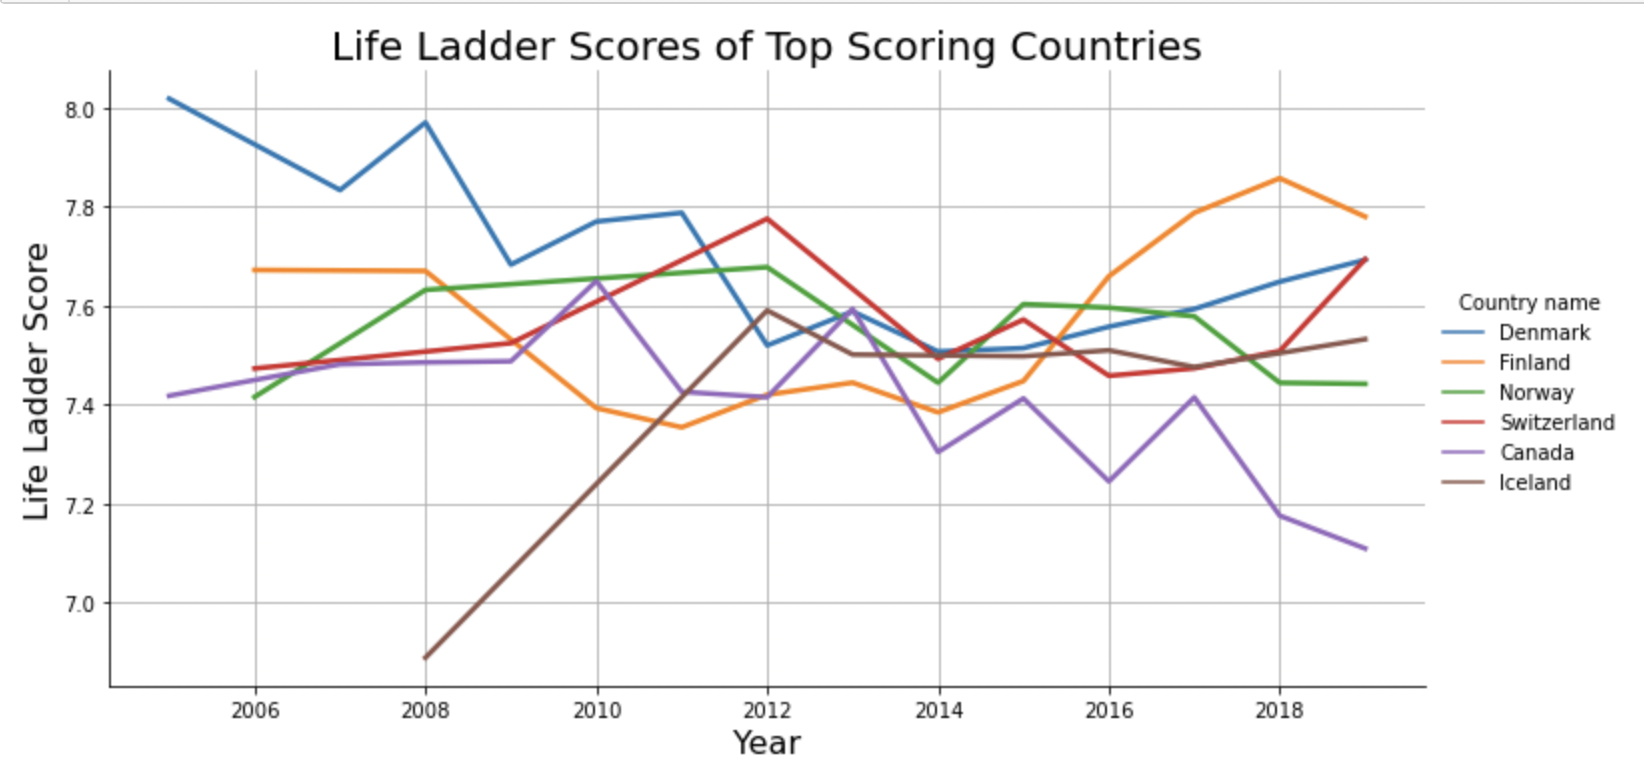 Life Ladder Scores of Top Scoring Countries
Life Ladder Score
8.0
7.8
7.6
7.4
7.2
7.0
2006 2008 2010 2012 2014 2016 2018
Year
Country name
Denmark
Finland
Norway
Switzerland
Canada
Iceland